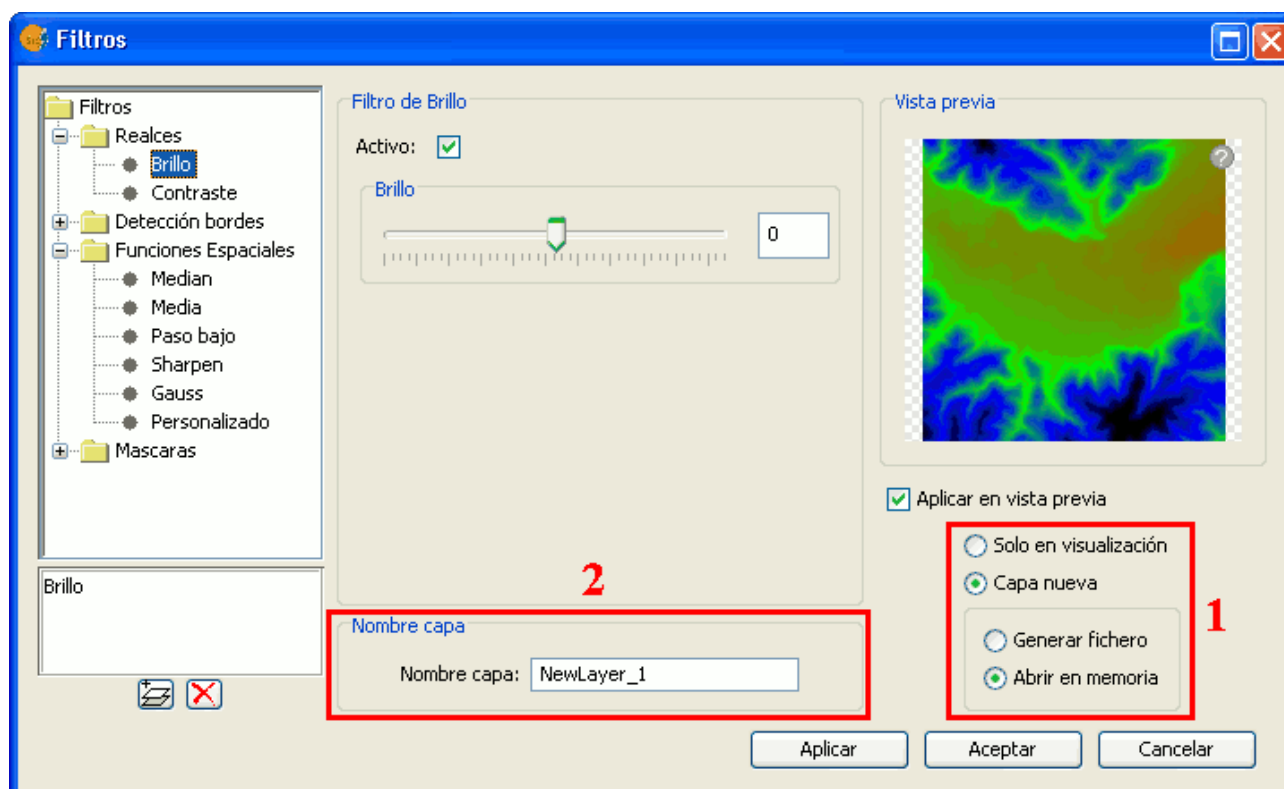 Filtros
Filtros
Realces
Brillo
Contraste
Detección bordes
Funciones Espaciales
Median
Media
Paso bajo
Sharpen
Gauss
Personalizado
Mascaras
Brillo
Filtro de Brillo
Activo:
Brillo
0
2
Nombre capa
Nombre capa: NewLayer_1
Vista previa
?
Aplicar en vista previa
Solo en visualización
Capa nueva
Generar fichero
Abrir en memoria
1
Aplicar Aceptar Cancelar